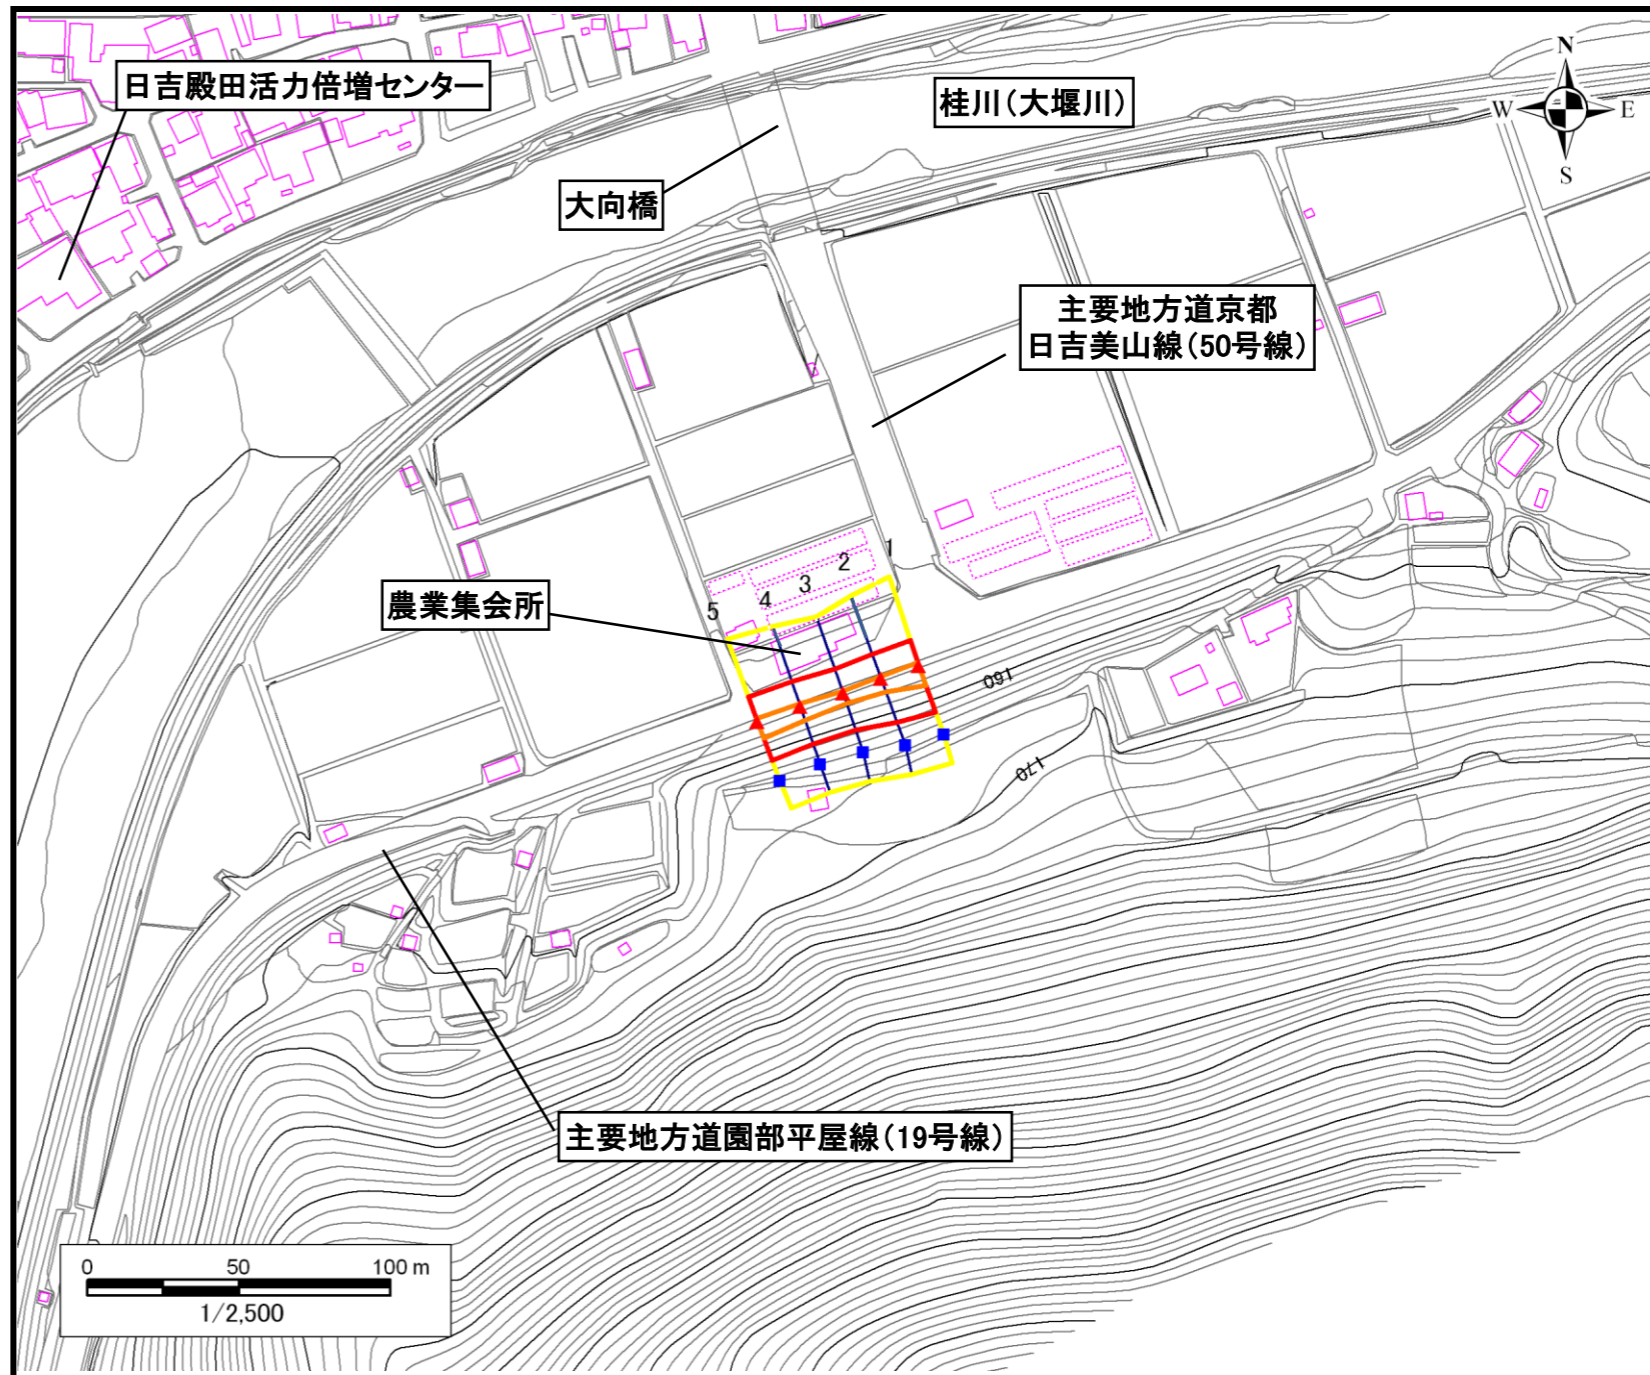 日吉殿田活力倍増センター
桂川(大堰川)
N
W
E
S
大向橋
主要地方道京都
日吉美山線(50号線)
1
2
3
4
5
農業集会所
160
170
主要地方道園部平屋線(19号線)
0 50 100 m
1/2,500